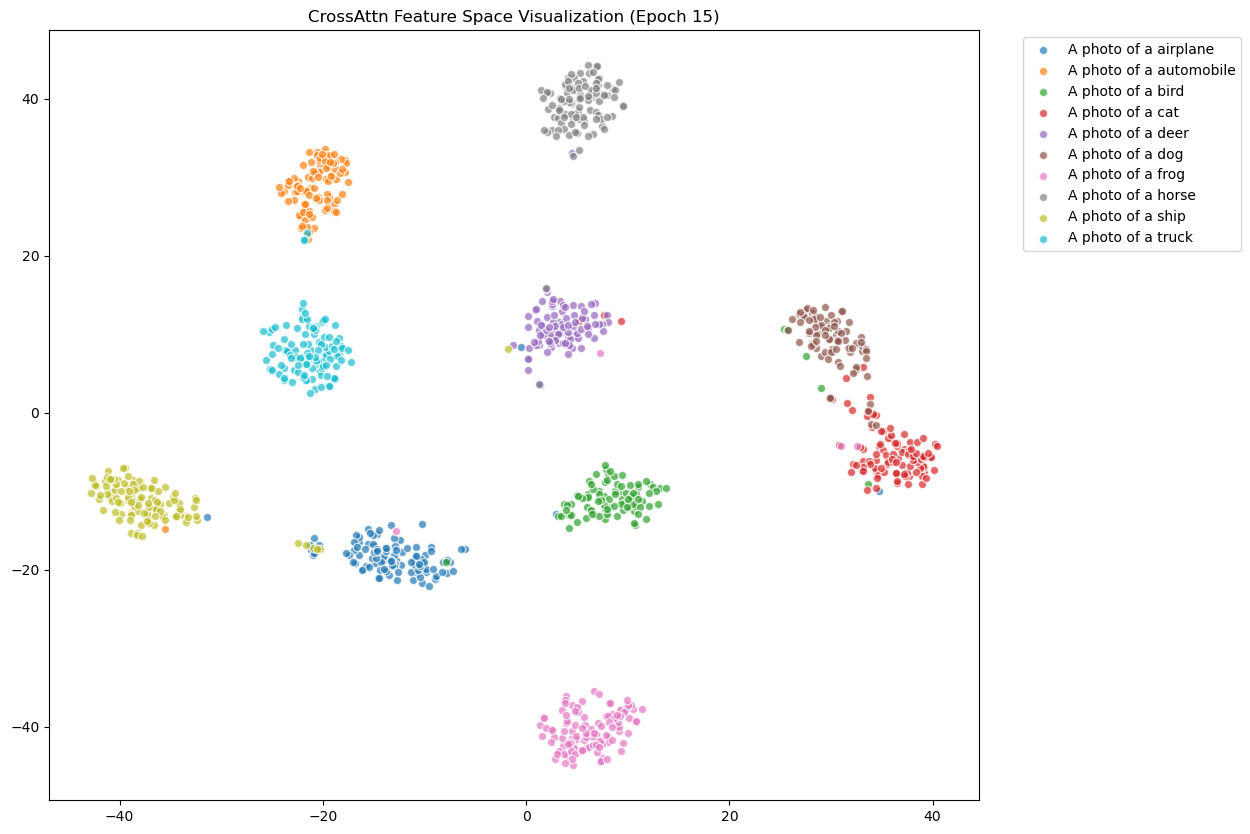 CrossAttn Feature Space Visualization (Epoch 15)
A photo of a airplane
A photo of a automobile
A photo of a bird
A photo of a cat
A photo of a deer
A photo of a dog
A photo of a frog
A photo of a horse
A photo of a ship
A photo of a truck
40
20
0
−20
−40
−40
−20
0
20
40